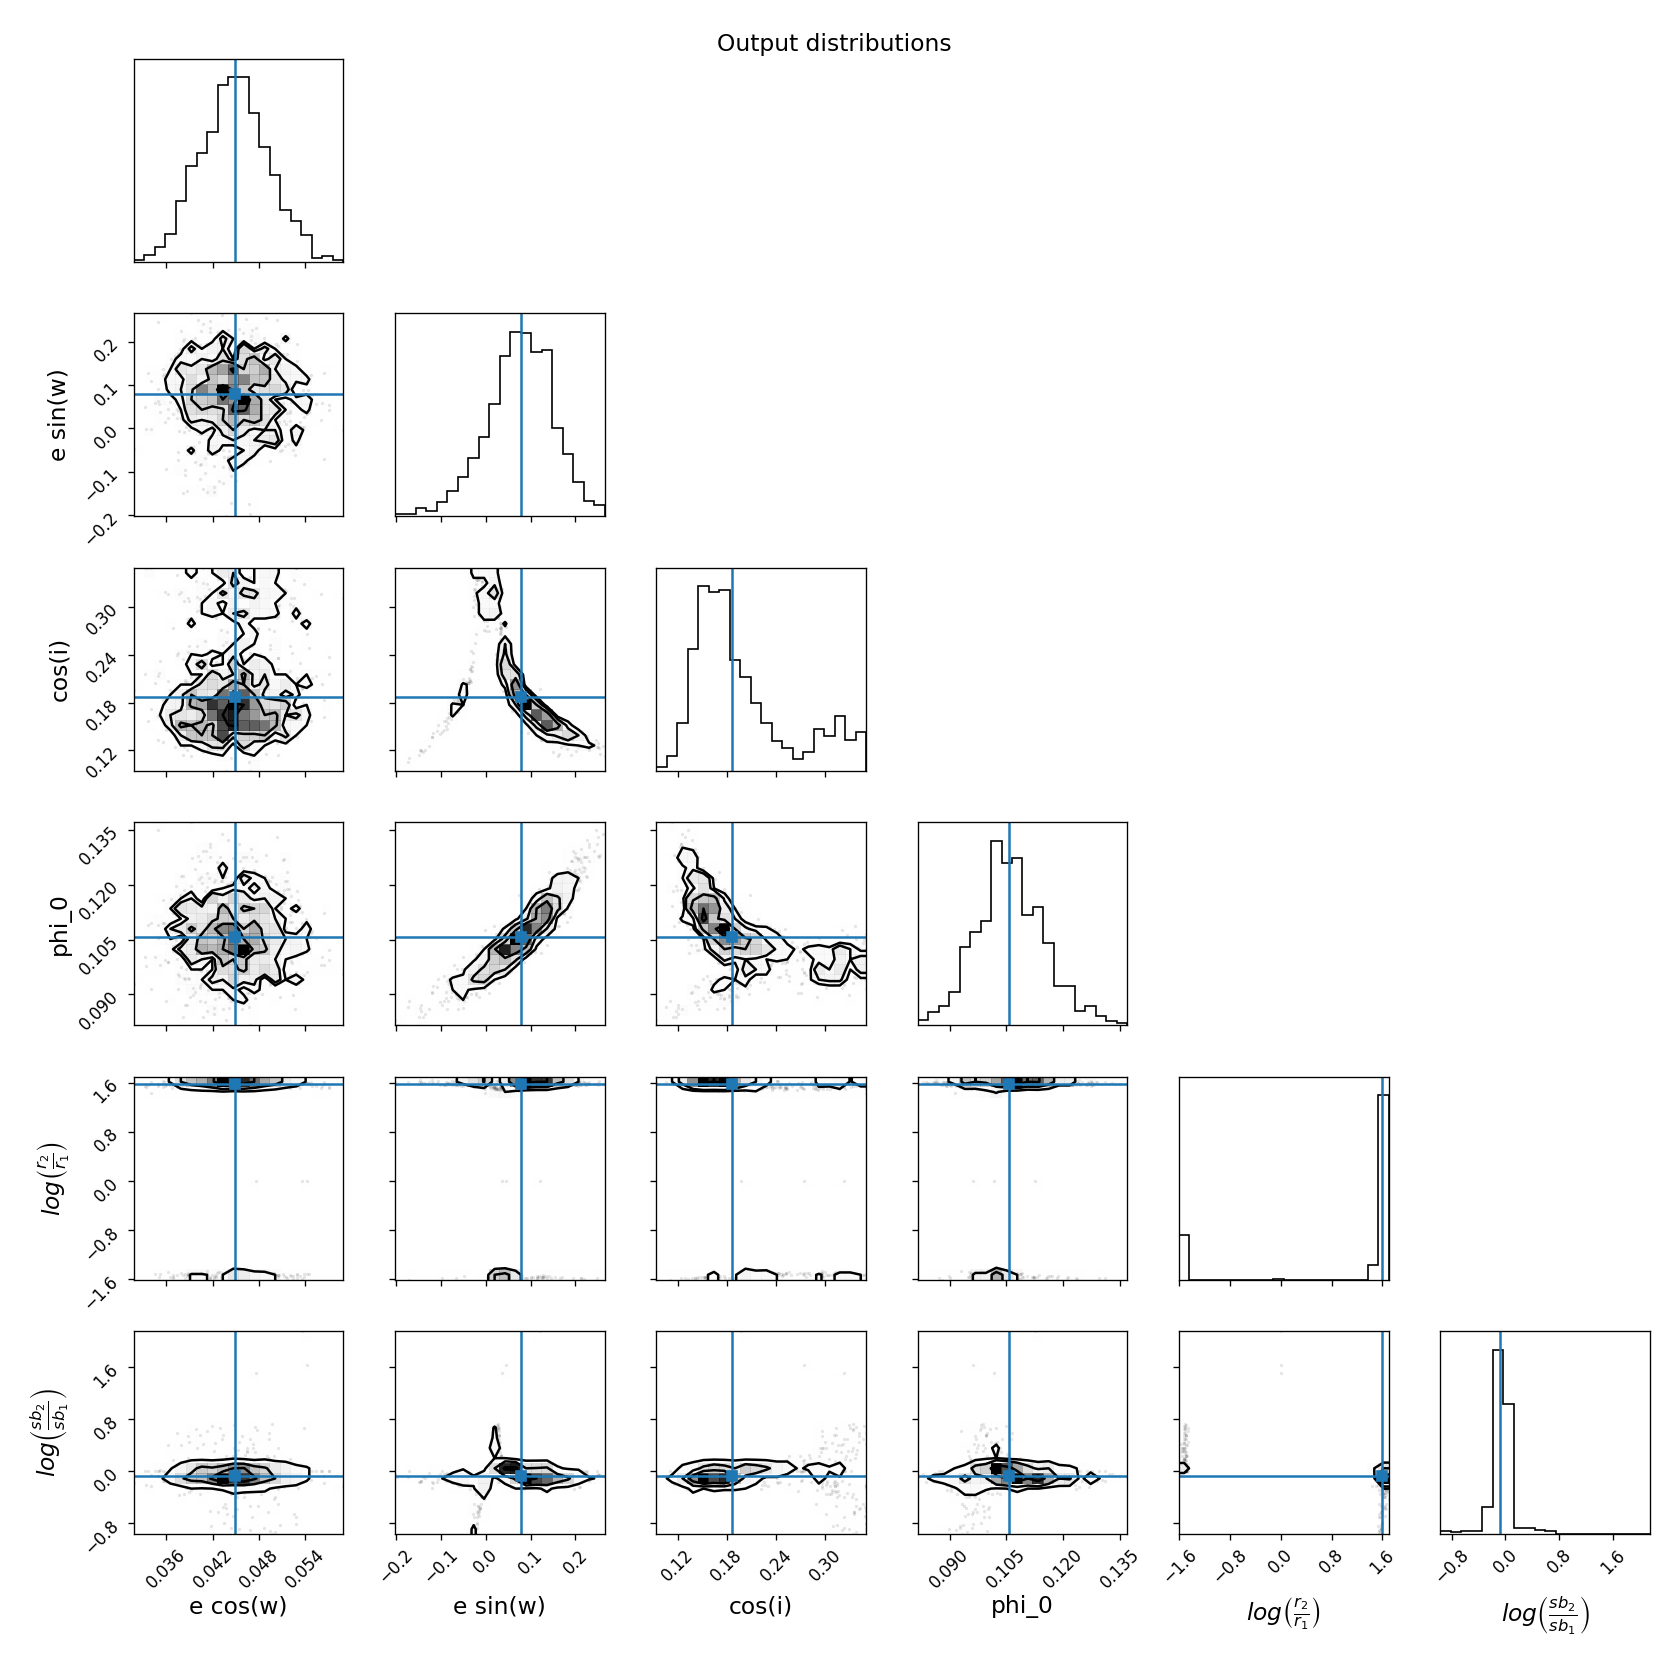 Output distributions
e sin(w)
0.2
0.1
0.0
−0.1
−0.2
cos(i)
0.30
0.24
0.18
0.12
phi_0
0.135
0.120
0.105
0.090
log(r₂/r₁)
1.6
0.8
0.0
−0.8
−1.6
log(sb₂/sb₁)
1.6
0.8
0.0
−0.8
0.036 0.042 0.048 0.054 −0.2 −0.1 0.0 0.1 0.2 0.12 0.18 0.24 0.30 0.090 0.105 0.120 0.135 −1.6 −0.8 0.0 0.8 1.6 −0.8 0.0 0.8 1.6
e cos(w) e sin(w) cos(i) phi_0 log(r₂/r₁) log(sb₂/sb₁)